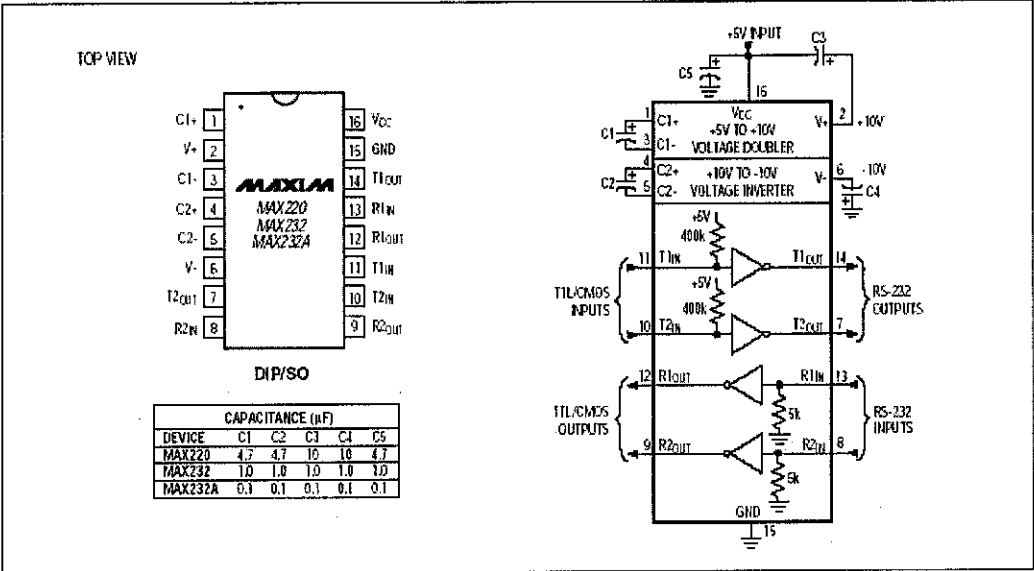 TOP VIEW
C1+ 1
V+ 2
C1- 3
C2+ 4
C2- 5
V- 6
T2OUT 7
R2IN 8
16 VCC
15 GND
14 T1OUT
13 R1IN
12 R1OUT
11 T1IN
10 T2IN
9 R2OUT
MAXIM
MAX220
MAX232
MAX232A
DIP/SO
CAPACITANCE (μF)
DEVICE C1 C2 C3 C4 C5
MAX220 4.7 4.7 10 10 4.7
MAX232 1.0 1.0 1.0 1.0 1.0
MAX232A 0.1 0.1 0.1 0.1 0.1
+5V INPUT
C3
C5
16
1 C1+ VCC V+ 2 +10V
+5V TO +10V
C1 3 C1- VOLTAGE DOUBLER
4 C2+ +10V TO -10V V- 6 -10V
C2 5 C2- VOLTAGE INVERTER C4
+5V
400k
11 T1IN T1OUT 14
+5V
TTL/CMOS
INPUTS
400k
RS-232
OUTPUTS
10 T2IN T2OUT 7
12 R1OUT R1IN 13
TTL/CMOS
OUTPUTS
5k
RS-232
INPUTS
9 R2OUT R2IN 8
5k
GND
15